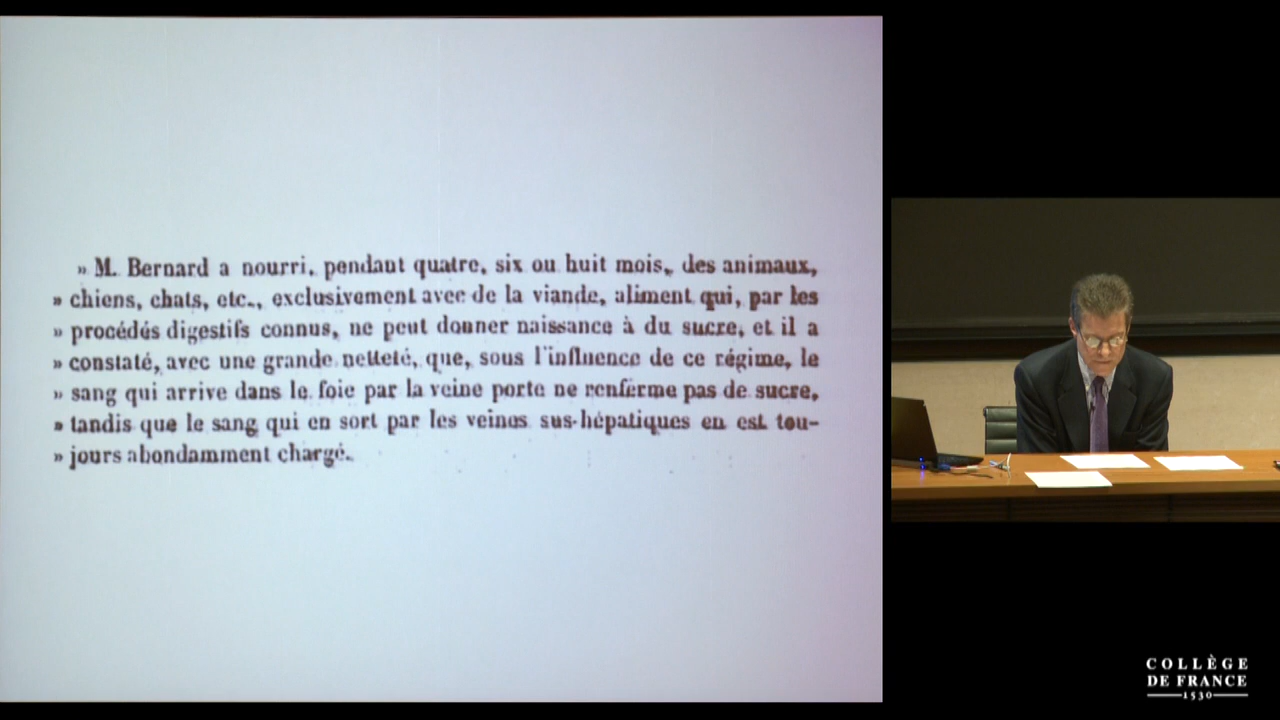 » M. Bernard a nourri, pendant quatre, six ou huit mois, des animaux,
» chiens, chats, etc., exclusivement avec de la viande, aliment qui, par les
» procédés digestifs connus, ne peut donner naissance à du sucre, et il a
» constaté, avec une grande netteté, que, sous l'influence de ce régime, le
» sang qui arrive dans le foie par la veine porte ne renferme pas de sucre,
» tandis que le sang qui en sort par les veines sus-hépatiques en est tou-
» jours abondamment chargé.
COLLÈGE
DE FRANCE
1530